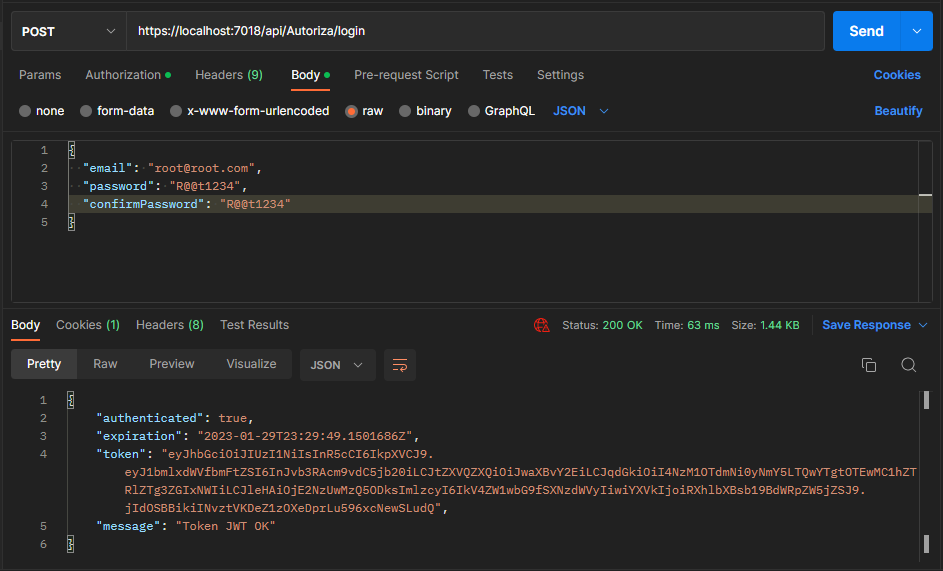 POST https://localhost:7018/api/Autoriza/login Send
Params Authorization Headers (9) Body Pre-request Script Tests Settings Cookies
none form-data x-www-form-urlencoded raw binary GraphQL JSON Beautify
1 {
2 "email": "root@root.com",
3 "password": "R@@t1234",
4 "confirmPassword": "R@@t1234"
5 }
Body Cookies (1) Headers (8) Test Results Status: 200 OK Time: 63 ms Size: 1.44 KB Save Response
Pretty Raw Preview Visualize JSON
1 {
2 "authenticated": true,
3 "expiration": "2023-01-29T23:29:49.1501686Z",
4 "token": "eyJhbGciOiJIUzI1NiIsInR5cCI6IkpXVCJ9.
eyJ1bmlxdWVfbmFtZSI6InJvb3RAcm9vdC5jb20iLCJtZXVQZXQiOiJwaXBvY2EiLCJqdGkiOiI4NzM1OTdmNi0yNmY5LTQwYTgtOTEwMC1hZT
RlZTg3ZGIxNWIiLCJleHAiOjE2NzUwMzQ5ODksImlzcyI6IkV4ZW1wbG9fSXNzdWVyIiwiYXVkIjoiRXhlbXBsb19BdWRpZW5jZSJ9.
jIdOSBBikiINvztVKDeZ1zOXeDprLu596xcNewSLudQ",
5 "message": "Token JWT OK"
6 }